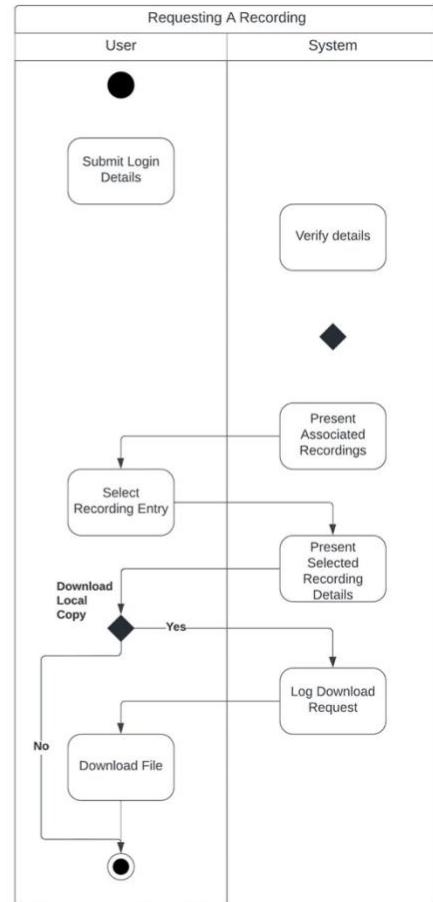 Requesting A Recording
User
System
Submit Login
Details
Verify details
Present
Associated
Recordings
Select
Recording Entry
Present
Selected
Recording
Details
Download
Local
Copy
Yes
Log Download
Request
No
Download File